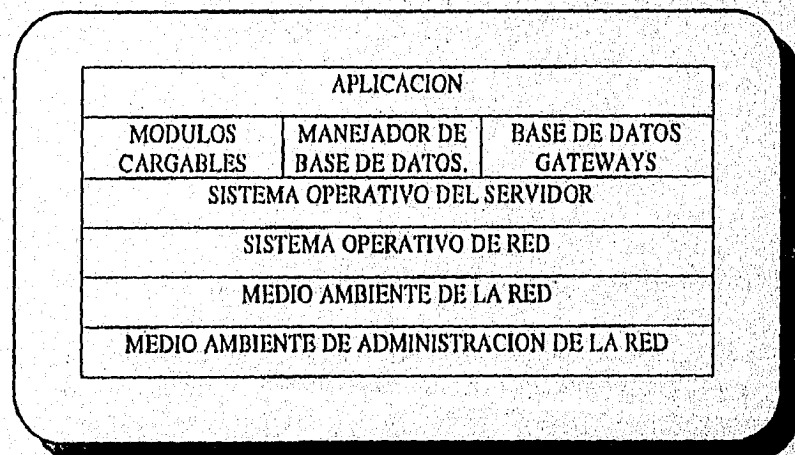 APLICACION
MODULOS CARGABLES
MANEJADOR DE BASE DE DATOS.
BASE DE DATOS GATEWAYS
SISTEMA OPERATIVO DEL SERVIDOR
SISTEMA OPERATIVO DE RED
MEDIO AMBIENTE DE LA RED
MEDIO AMBIENTE DE ADMINISTRACION DE LA RED